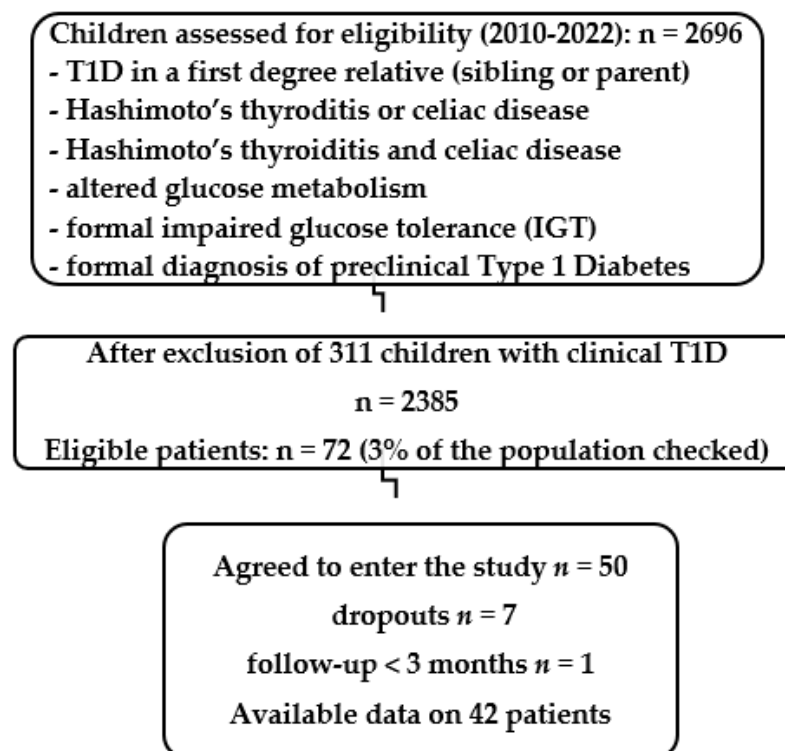 Children assessed for eligibility (2010-2022): n = 2696
- T1D in a first degree relative (sibling or parent)
- Hashimoto's thyroditis or celiac disease
- Hashimoto's thyroiditis and celiac disease
- altered glucose metabolism
- formal impaired glucose tolerance (IGT)
- formal diagnosis of preclinical Type 1 Diabetes
After exclusion of 311 children with clinical T1D
n = 2385
Eligible patients: n = 72 (3% of the population checked)
Agreed to enter the study n = 50
dropouts n = 7
follow-up < 3 months n = 1
Available data on 42 patients